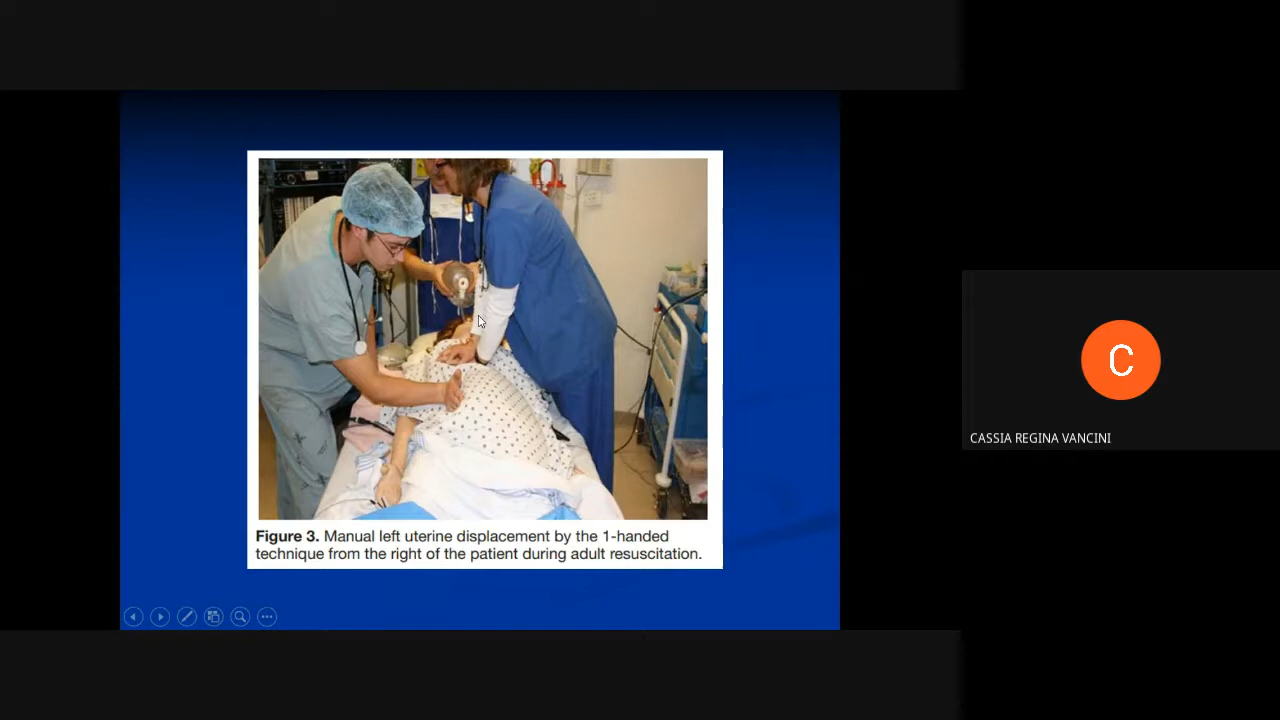 Figure 3. Manual left uterine displacement by the 1-handed
technique from the right of the patient during adult resuscitation.
C
CASSIA REGINA VANCINI